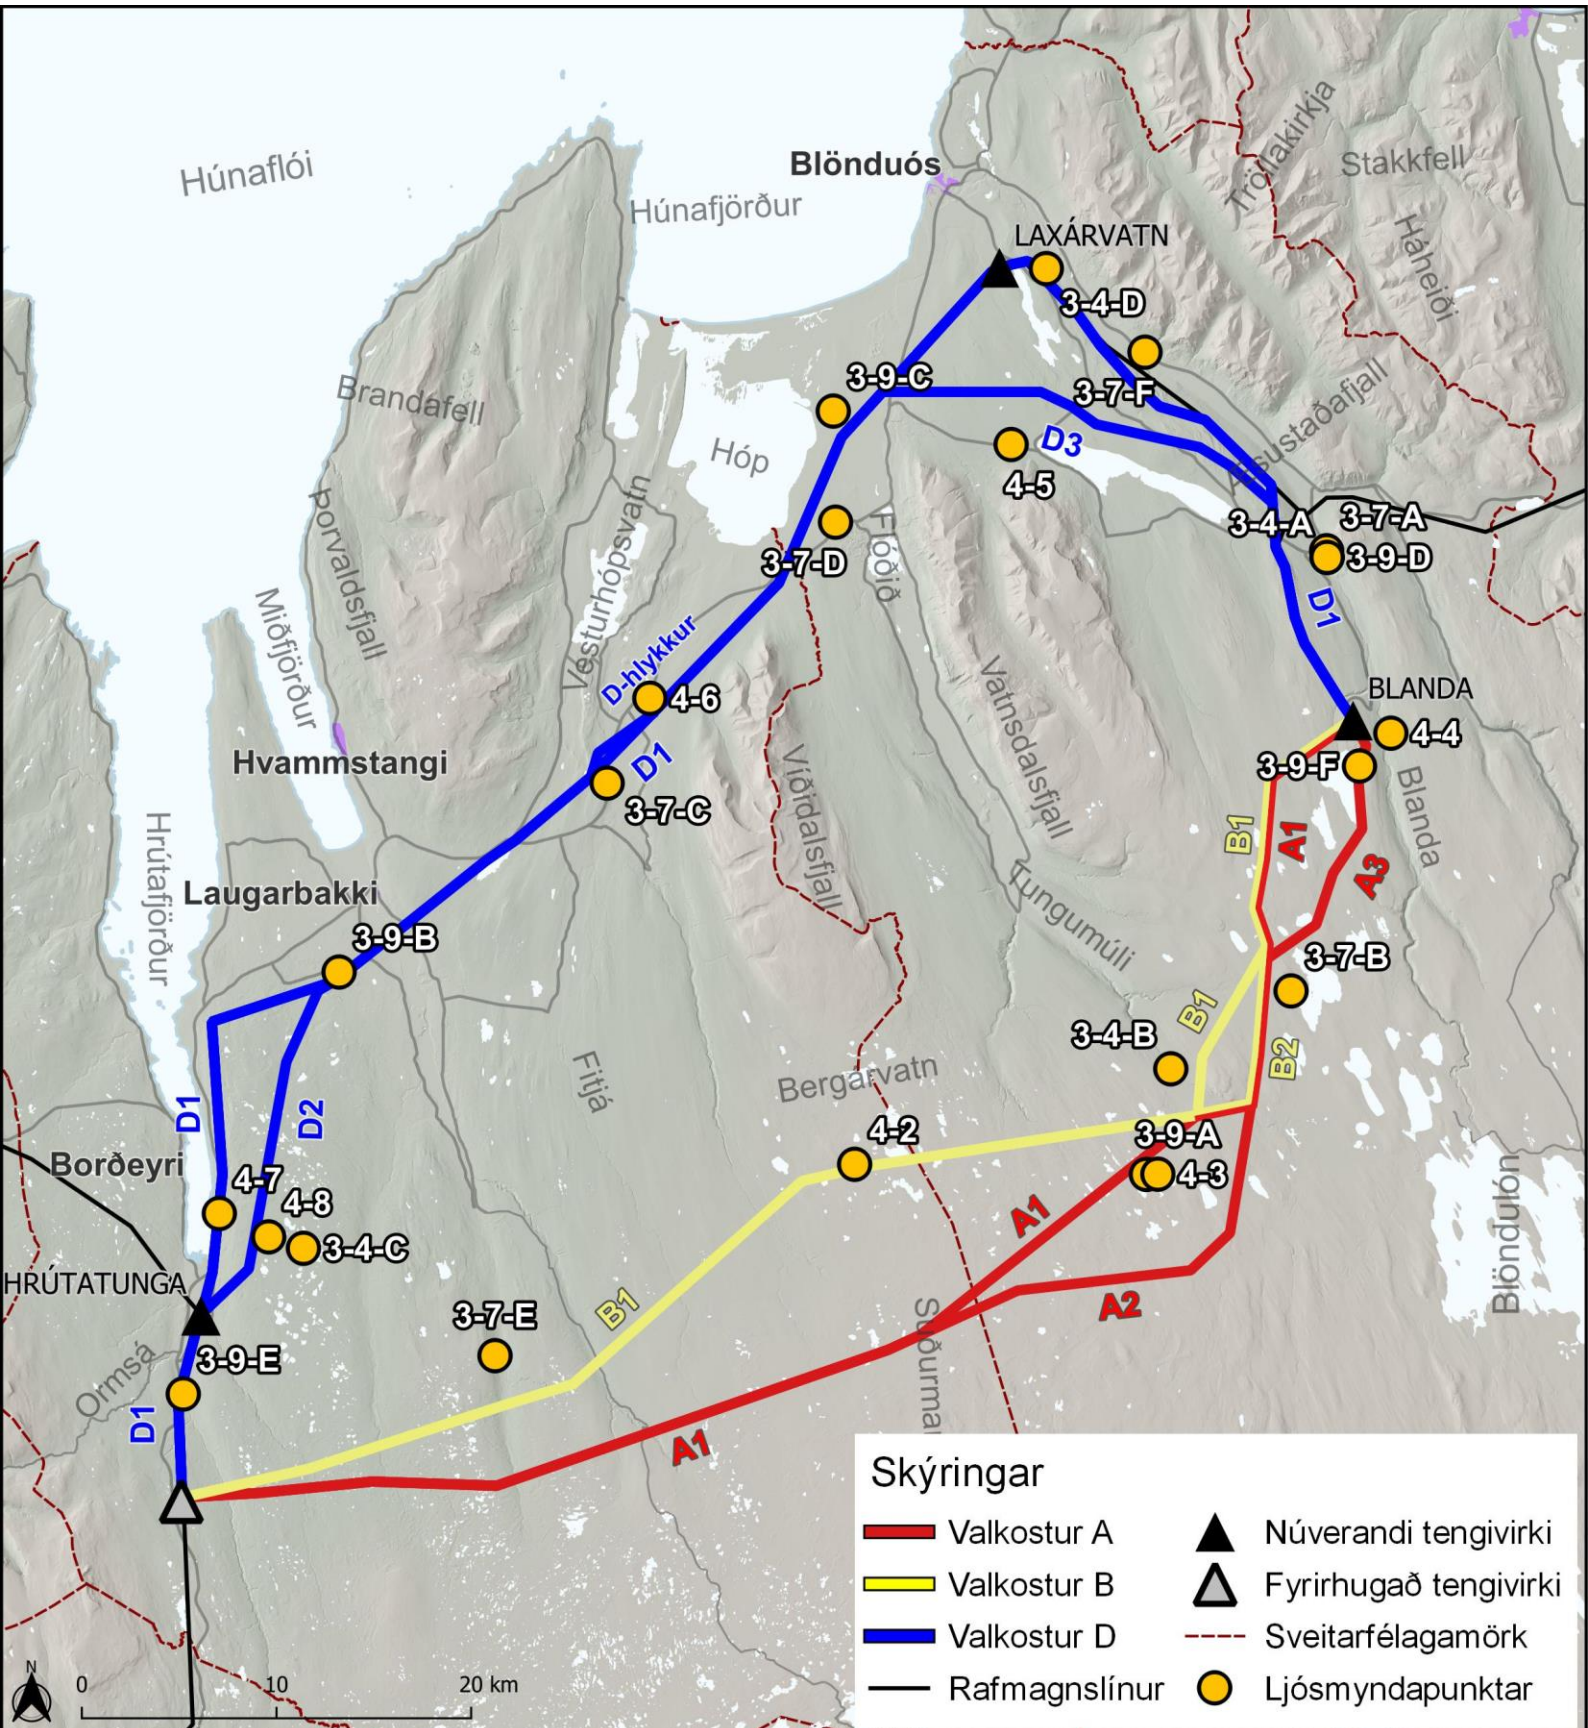 Húnaflói
Blönduós
Húnafjörður
Tröllakirkja
Stakkfell
Háheiði
LAXÁRVATN
3-4-D
3-9-C
3-7-F
Brandafell
Hóp
D3
4-5
Þorvaldsfjall
Vesturhópsvatn
Flóðið
3-4-A
3-7-A
3-9-D
3-7-D
Miðfjörður
D-hlykkur
D1
4-6
Vatnsdalsfjall
BLANDA
4-4
Hvammstangi
D1
Víðidalsfjall
3-9-F
3-7-C
Blanda
B1
A1
A3
Hrútafjörður
Laugarbakki
Tungumúli
3-9-B
3-7-B
B1
3-4-B
B2
Fitjá
Bergárvatn
D1
D2
4-2
3-9-A
4-3
Borðeyri
4-7
4-8
3-4-C
A1
Blöndulón
HRÚTATUNGA
3-7-E
B1
A2
3-9-E
Ormsá
D1
A1
Skýringar
Valkostur A
Núverandi tengivirki
Valkostur B
Fyrirhugað tengivirki
Valkostur D
Sveitarfélagamörk
Rafmagnslínur
Ljósmyndapunktar
N
0 10 20 km